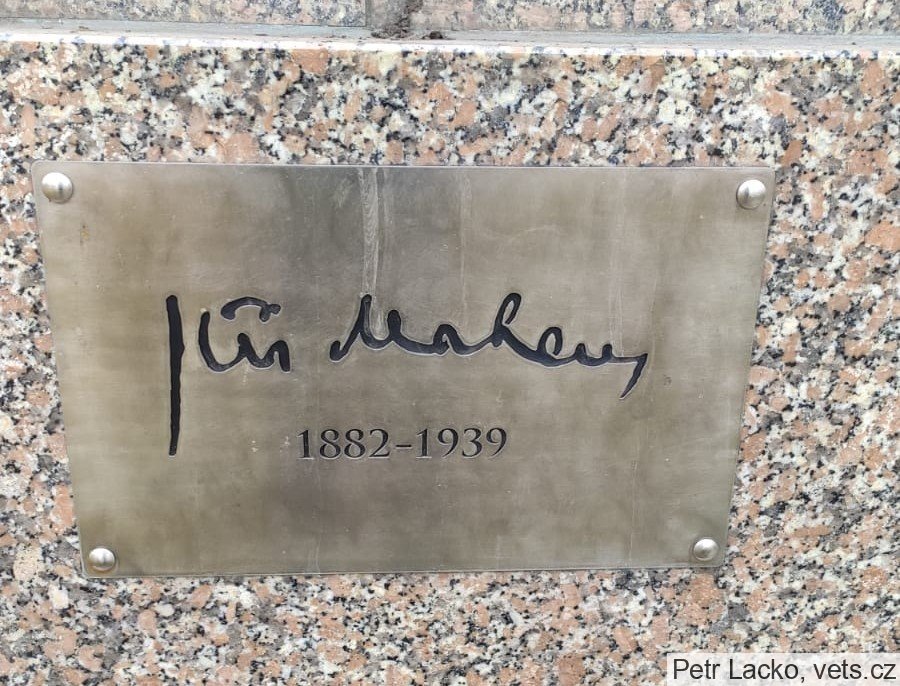 Jiří Mahen
1882-1939
Petr Lacko, vets.cz